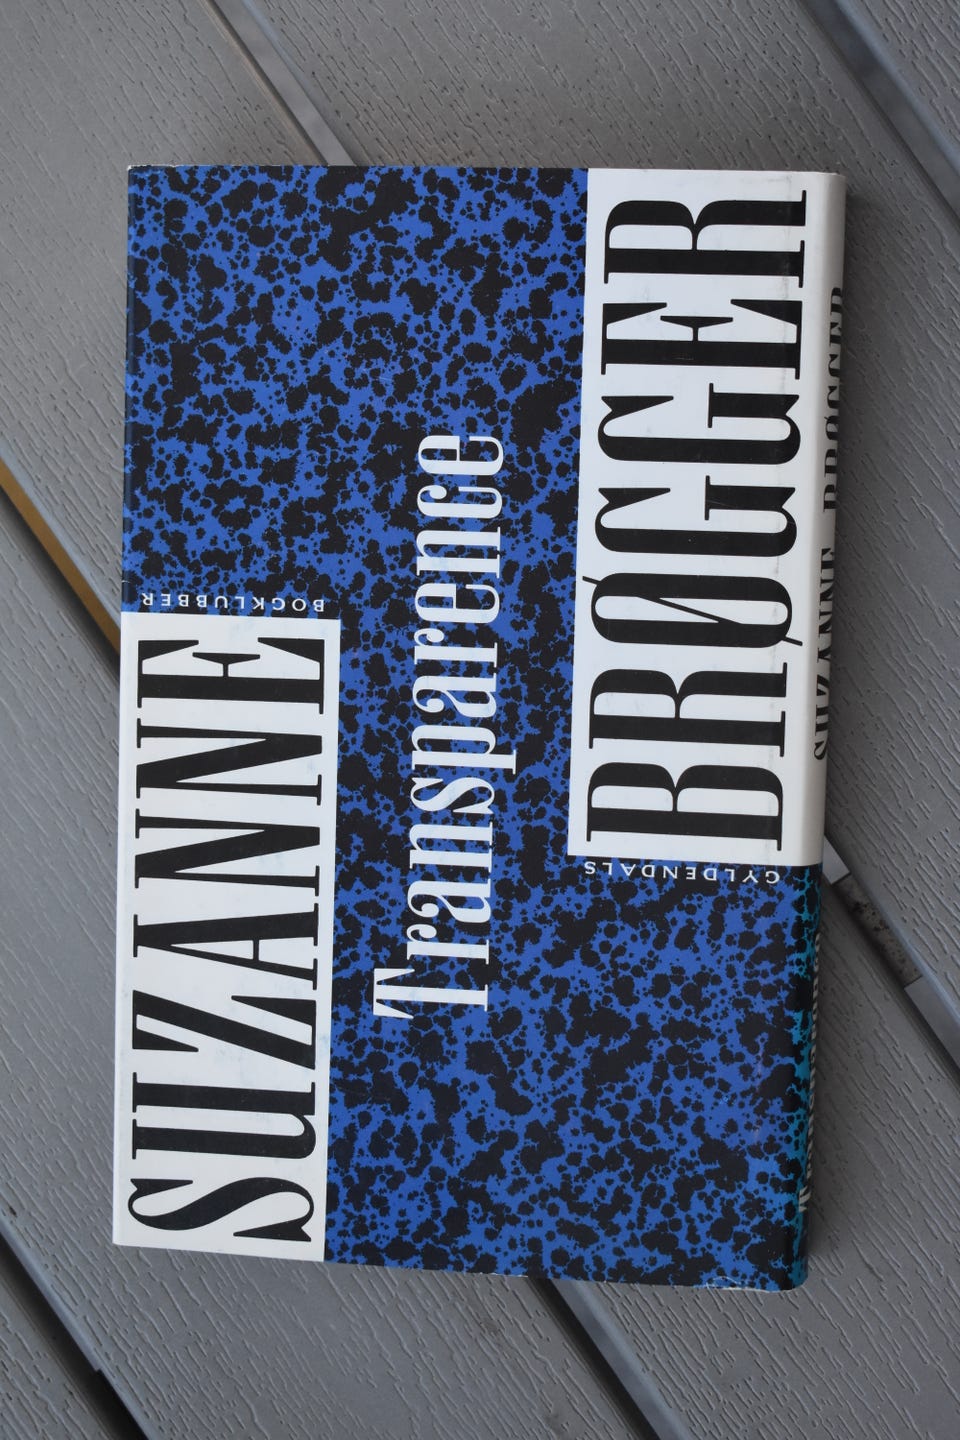 SUZANNE
Transparence
BRØGGER
GYLDENDALS
BOGKLUBBER
SUZANNE BRØGGER